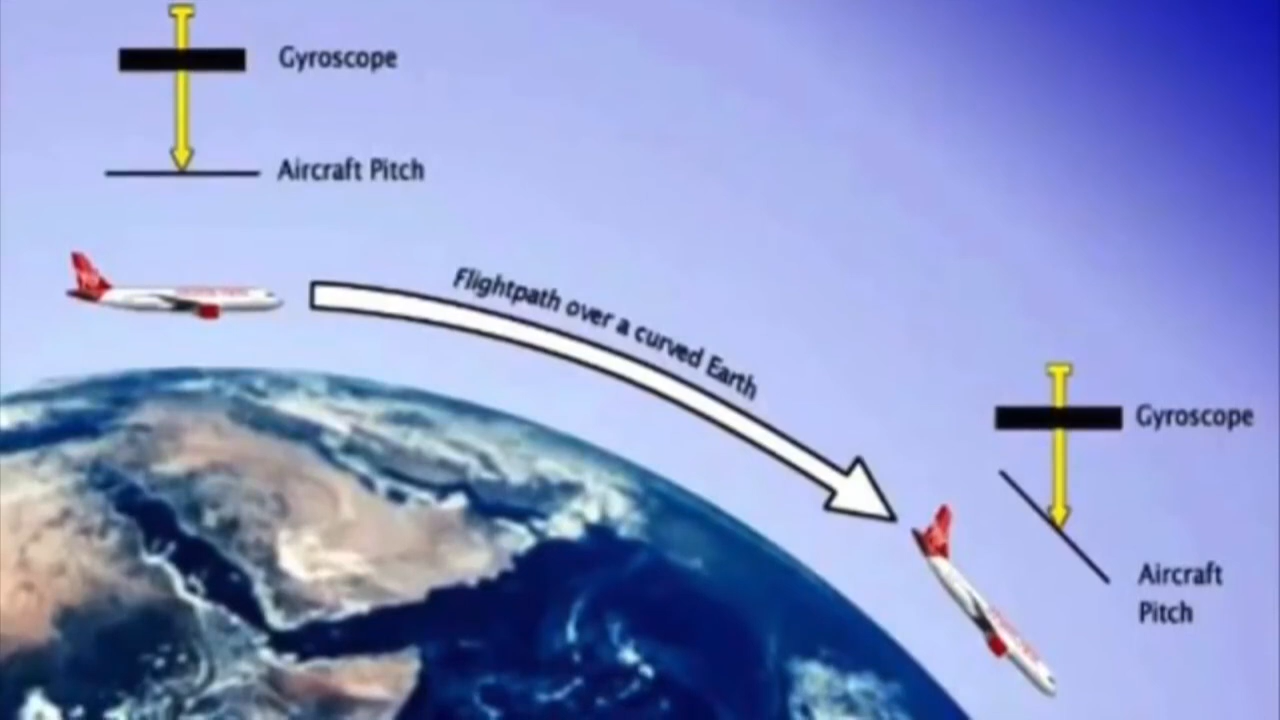 Gyroscope
Aircraft Pitch
Flightpath over a curved Earth
Gyroscope
Aircraft
Pitch